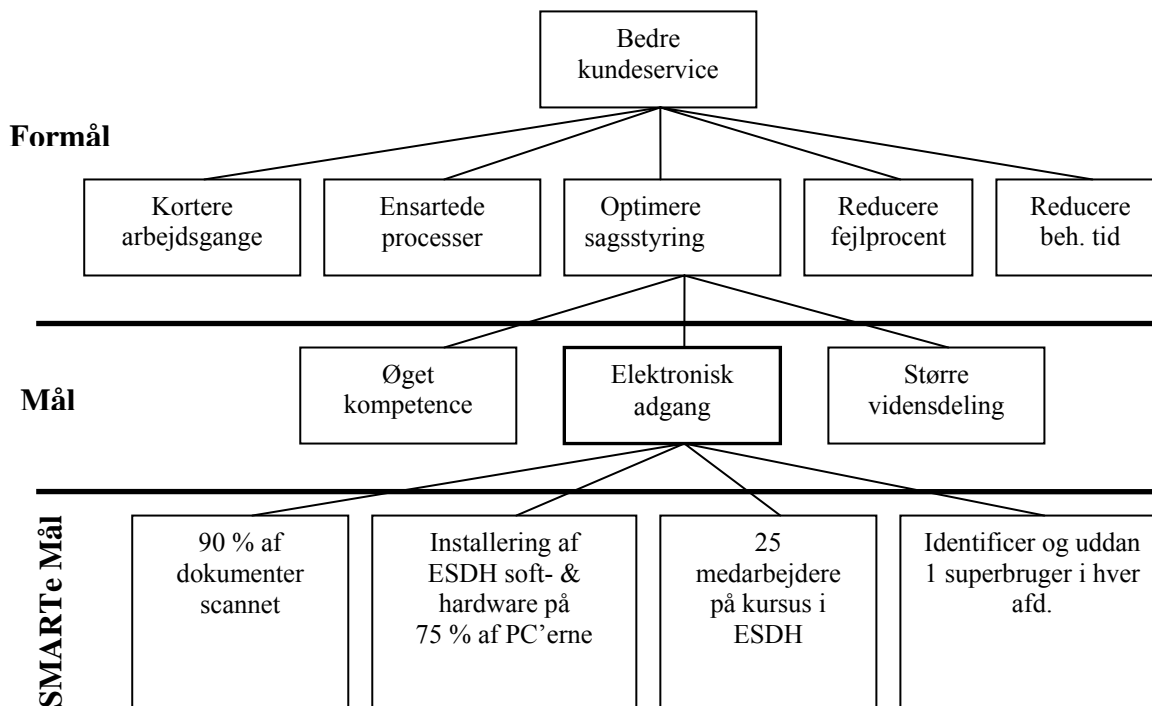 Bedre
kundeservice
Formål
Kortere
arbejdsgange
Ensartede
processer
Optimere
sagsstyring
Reducere
fejlprocent
Reducere
beh. tid
Mål
Øget
kompetence
Elektronisk
adgang
Større
vidensdeling
SMARTe Mål
90 % af
dokumenter
scannet
Installering af
ESDH soft- &
hardware på
75 % af PC’erne
25
medarbejdere
på kursus i
ESDH
Identificer og uddan
1 superbruger i hver
afd.